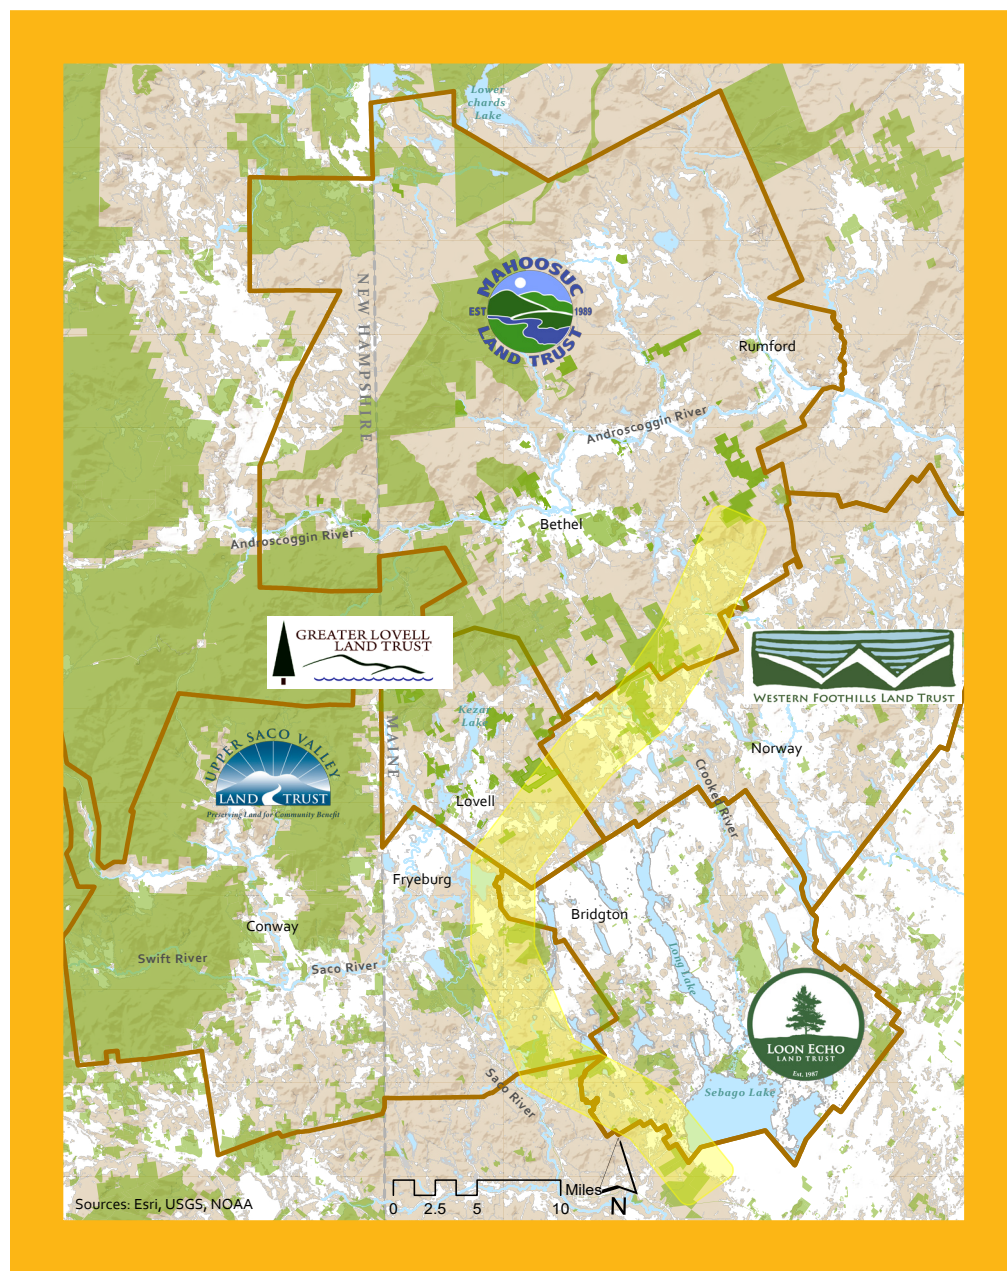 Lower
chards
Lake
MAHOOSUC
EST
1989
LAND TRUST
NEW HAMPSHIRE
Rumford
Androscoggin River
Bethel
Androscoggin River
GREATER LOVELL
LAND TRUST
WESTERN FOOTHILLS LAND TRUST
Kezar
Lake
MAINE
UPPER SACO VALLEY
LAND TRUST
Preserving Land for Community Benefit
Norway
Crooked River
Lovell
Fryeburg
Bridgton
Conway
Swift River
Saco River
Long Lake
LOON ECHO
LAND TRUST
Est. 1987
Saco River
Sebago Lake
Miles
N
0 2.5 5 10
Sources: Esri, USGS, NOAA